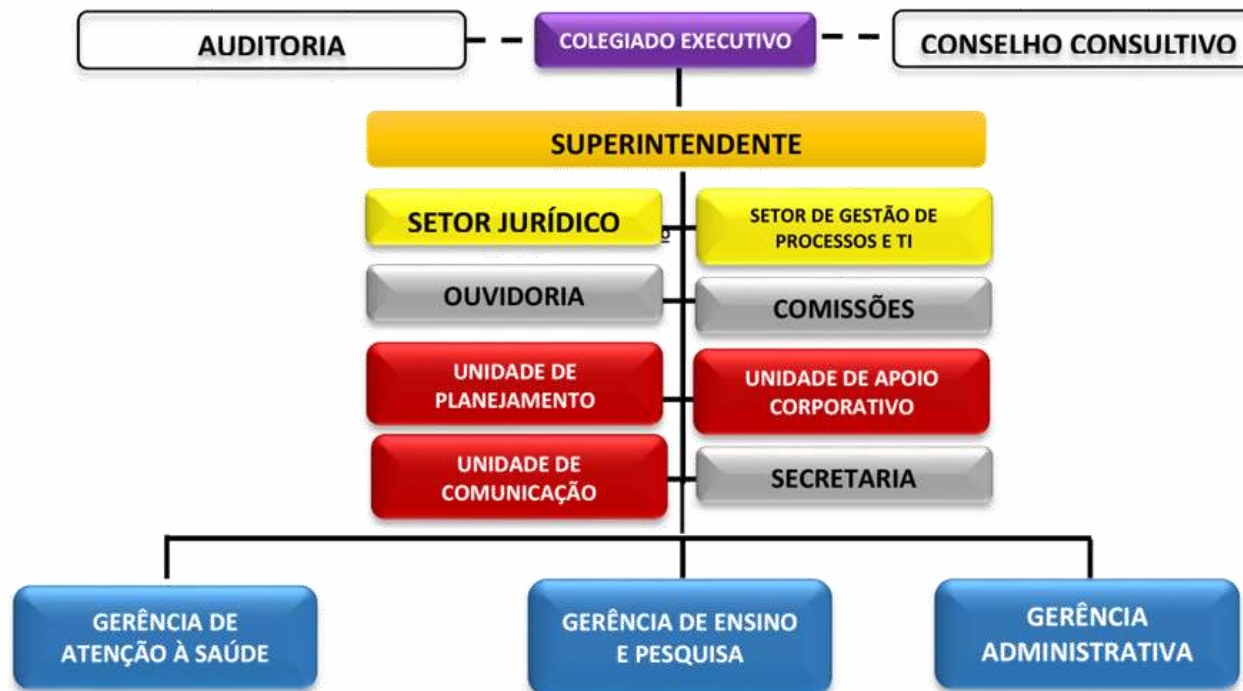 AUDITORIA
COLEGIADO EXECUTIVO
CONSELHO CONSULTIVO
SUPERINTENDENTE
SETOR JURÍDICO
º
SETOR DE GESTÃO DE
PROCESSOS E TI
OUVIDORIA
COMISSÕES
UNIDADE DE
PLANEJAMENTO
UNIDADE DE APOIO
CORPORATIVO
UNIDADE DE
COMUNICAÇÃO
SECRETARIA
GERÊNCIA DE
ATENÇÃO À SAÚDE
GERÊNCIA DE ENSINO
E PESQUISA
GERÊNCIA
ADMINISTRATIVA